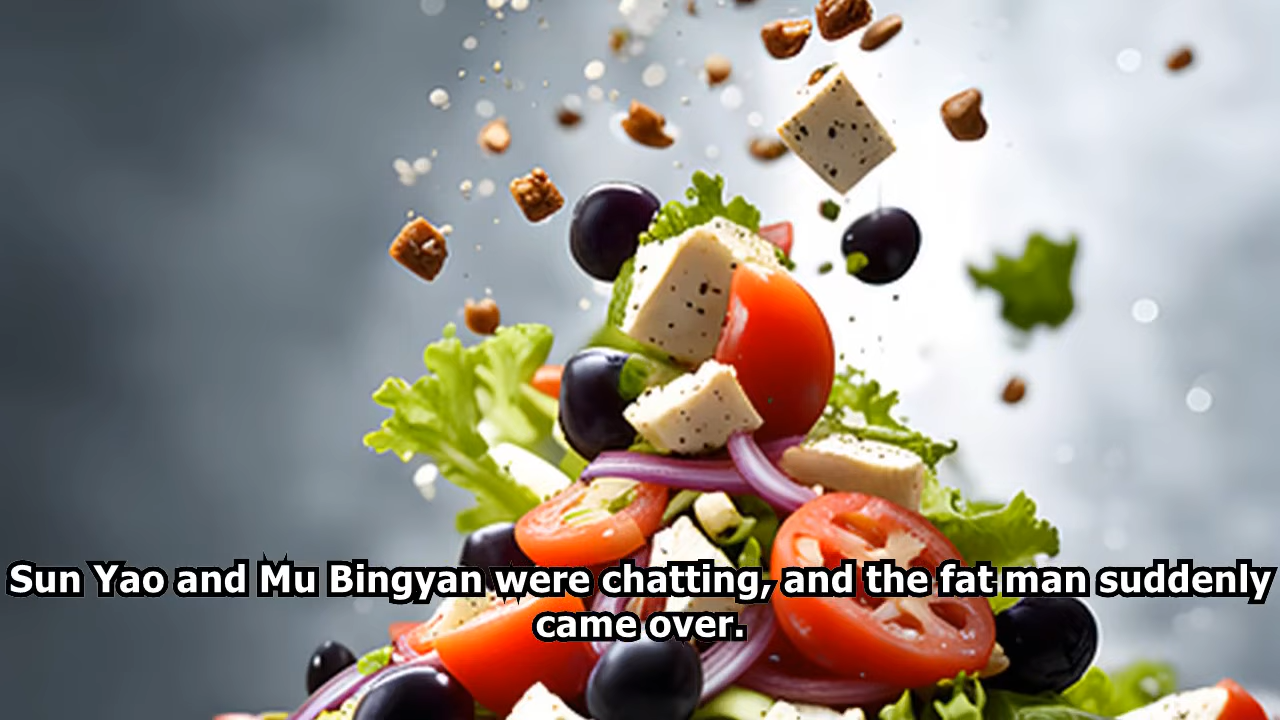 Sun Yao and Mu Bingyan were chatting, and the fat man suddenly
came over.